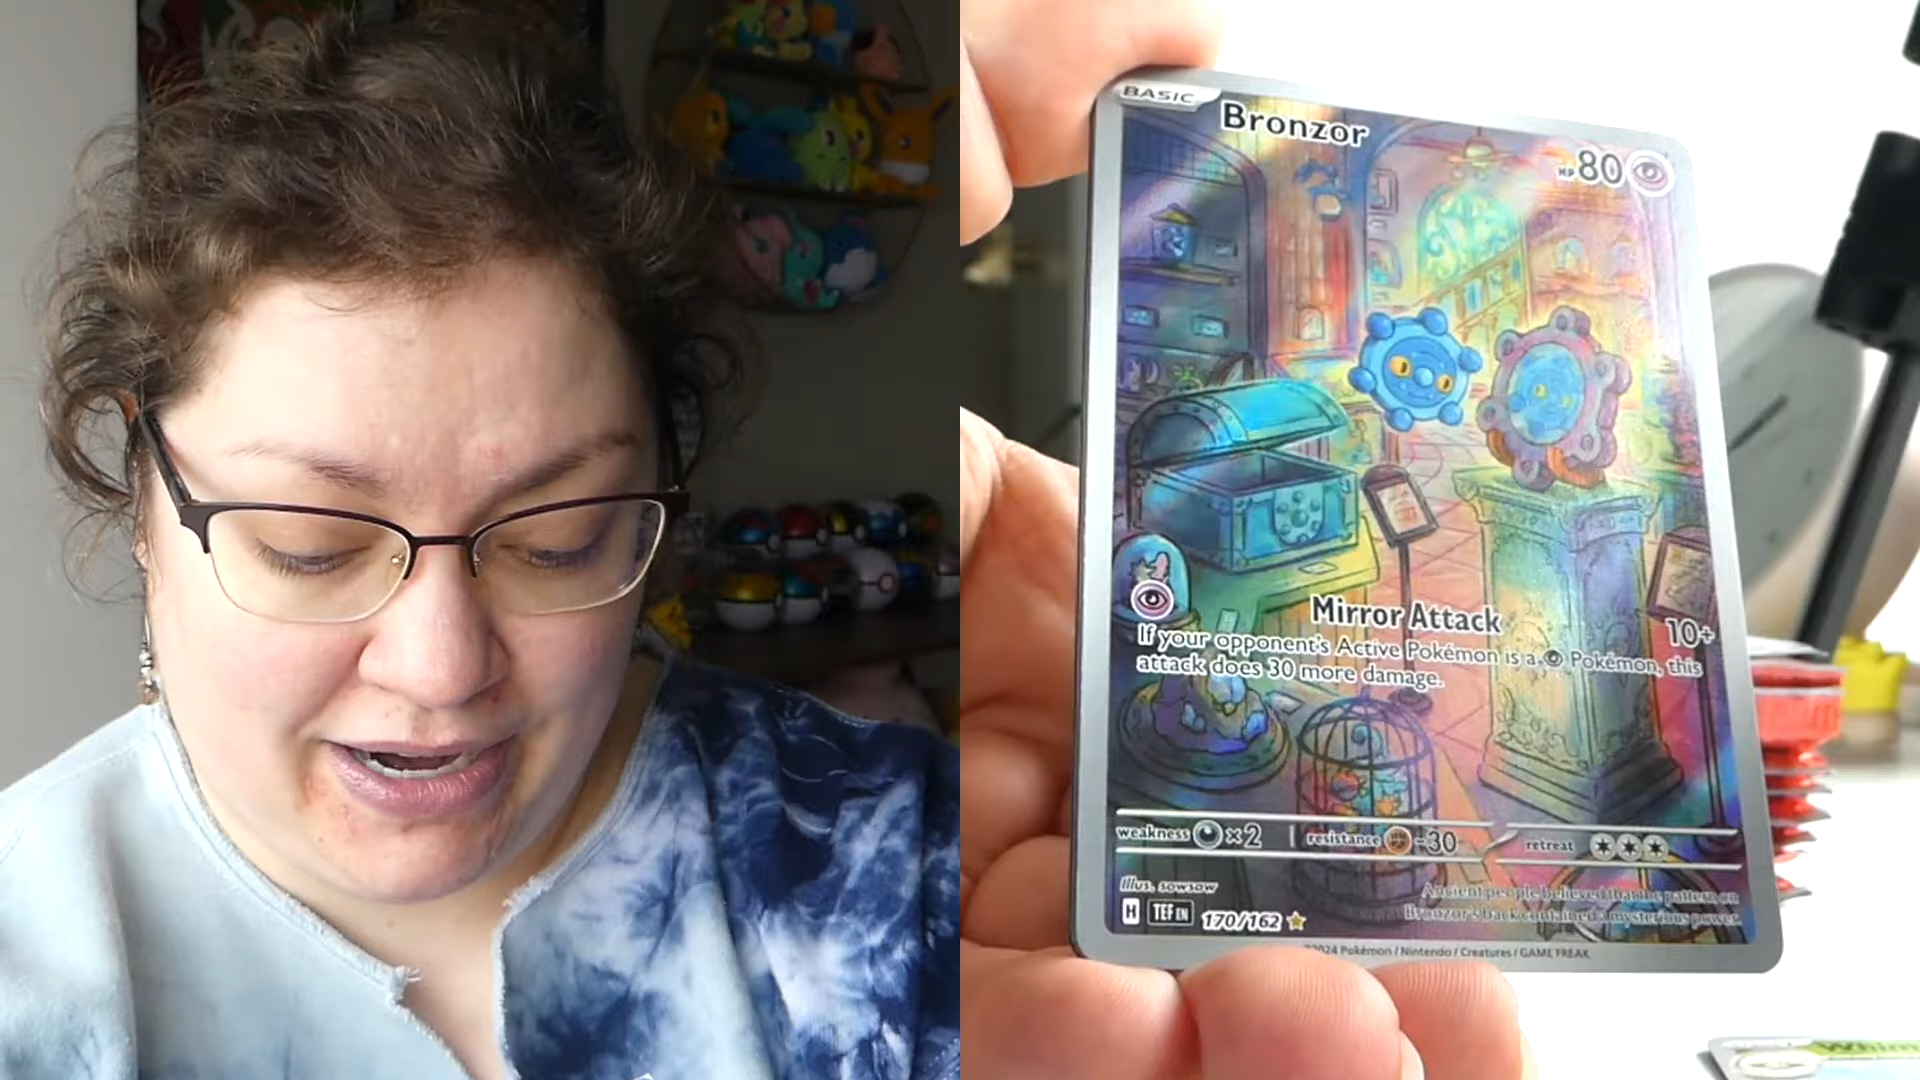 BASIC
Bronzor
HP 80
Mirror Attack
10+
If your opponent's Active Pokémon is a Pokémon, this
attack does 30 more damage.
weakness ×2 resistance -30 retreat
Illus. sowsow
Ancient people believed that the pattern on
Bronzor's back contained a mysterious power.
H TEF EN 170/162
©2024 Pokémon / Nintendo / Creatures / GAME FREAK
Whim